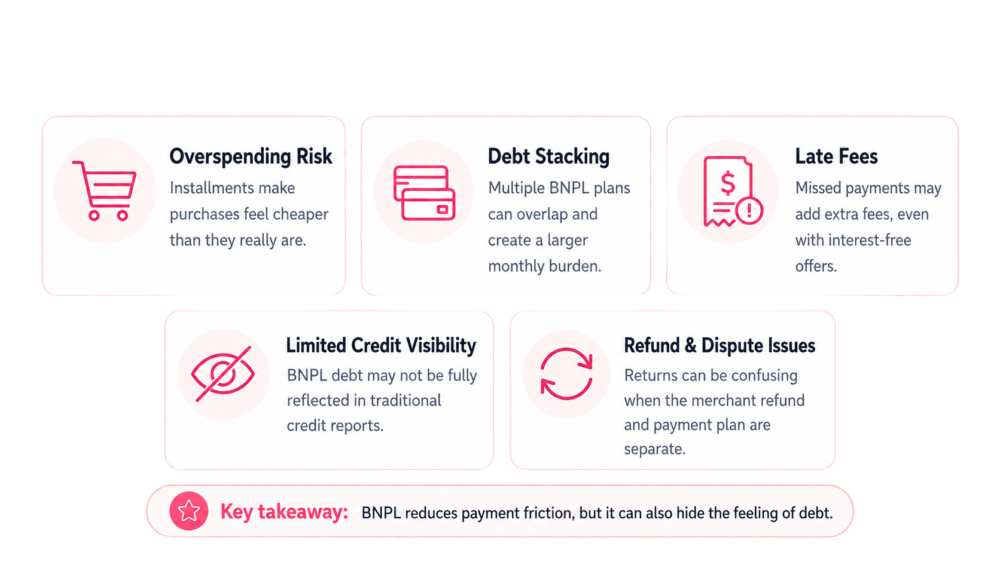 Overspending Risk
Installments make
purchases feel cheaper
than they really are.
Debt Stacking
Multiple BNPL plans
can overlap and
create a larger
monthly burden.
Late Fees
$
!
Missed payments may
add extra fees, even
with interest-free
offers.
Limited Credit Visibility
BNPL debt may not be fully
reflected in traditional
credit reports.
Refund & Dispute Issues
Returns can be confusing
when the merchant refund
and payment plan are
separate.
Key takeaway: BNPL reduces payment friction, but it can also hide the feeling of debt.